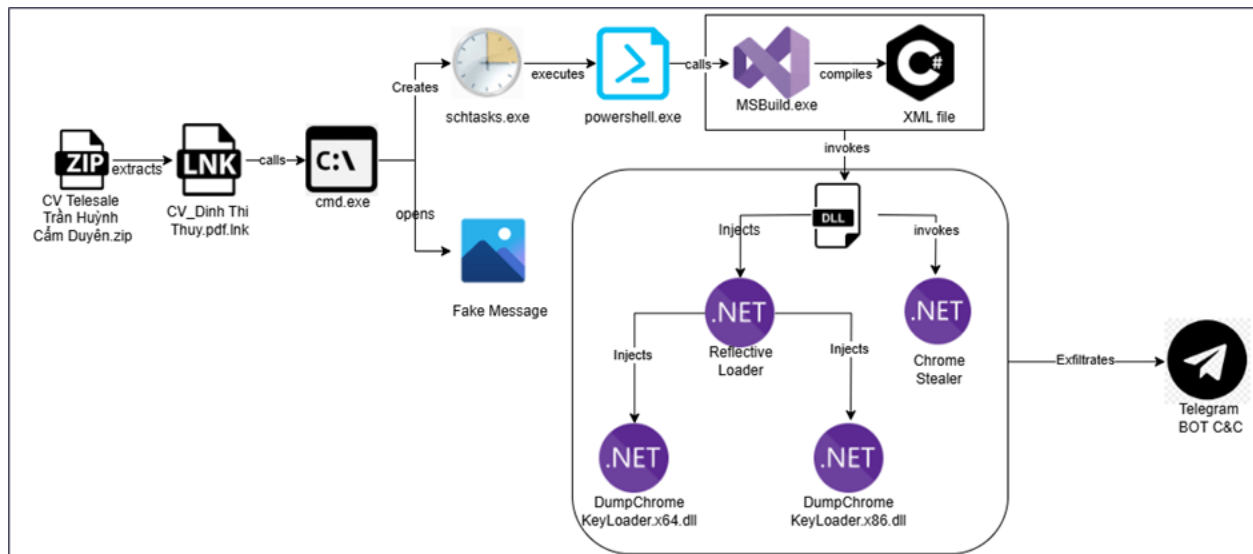 ZIP
extracts
CV Telesale
Trần Huỳnh
Cẩm Duyên.zip
LNK
calls
CV_Dinh Thi
Thuy.pdf.lnk
C:\
cmd.exe
Creates
opens
schtasks.exe
executes
powershell.exe
calls
MSBuild.exe
compiles
C#
XML file
Fake Message
invokes
DLL
Injects
invokes
.NET
Reflective
Loader
.NET
Chrome
Stealer
Injects
Injects
.NET
DumpChrome
KeyLoader.x64.dll
.NET
DumpChrome
KeyLoader.x86.dll
Exfiltrates
Telegram
BOT C&C